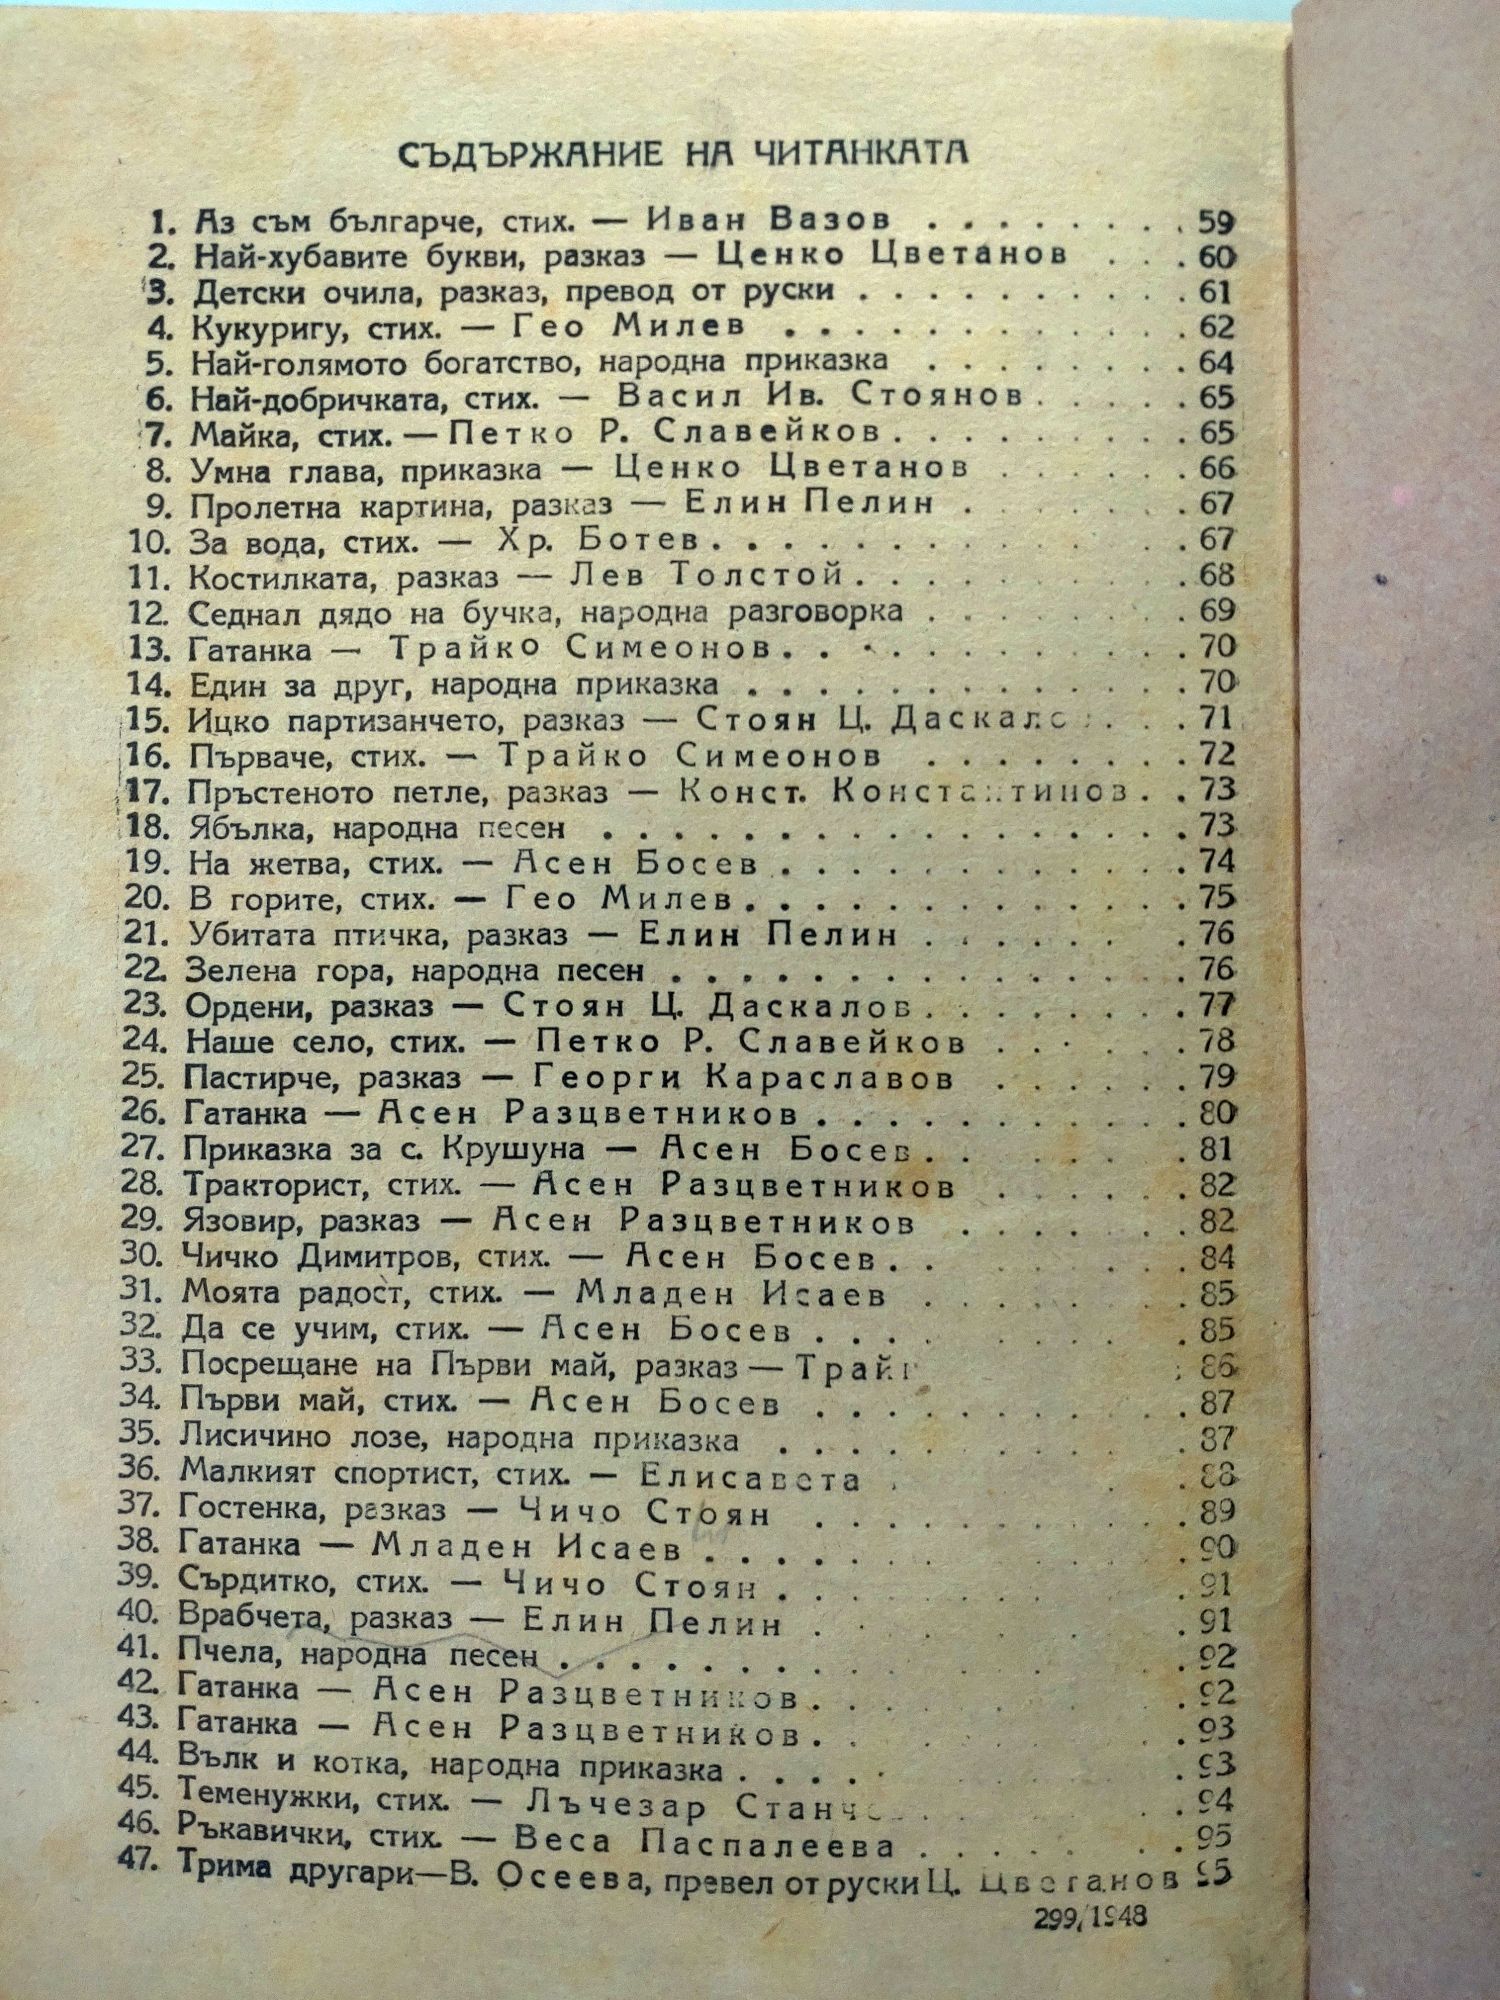 СЪДЪРЖАНИЕ НА ЧИТАНКАТА
1. Аз съм българче, стих. — Иван Вазов . . . . . . . . 59
2. Най-хубавите букви, разказ — Ценко Цветанов . . . 60
3. Детски очила, разказ, превод от руски . . . . . . . . . . 61
4. Кукуригу, стих. — Гео Милев . . . . . . . . . . . . 62
5. Най-голямото богатство, народна приказка . . . . . . . . 64
6. Най-добричката, стих. — Васил Ив. Стоянов . . . . . 65
7. Майка, стих. — Петко Р. Славейков . . . . . . . . . 65
8. Умна глава, приказка — Ценко Цветанов . . . . . . 66
9. Пролетна картина, разказ — Елин Пелин . . . . . . . 67
10. За вода, стих. — Хр. Ботев . . . . . . . . . . . . . . 67
11. Костилката, разказ — Лев Толстой . . . . . . . . . . 68
12. Седнал дядо на бучка, народна разговорка . . . . . . . . 69
13. Гатанка — Трайко Симеонов . . . . . . . . . . . . 70
14. Един за друг, народна приказка . . . . . . . . . . . . . 70
15. Ицко партизанчето, разказ — Стоян Ц. . . . 71
16. Първаче, стих. — Трайко Симеонов . . . . . . . . 72
17. Пръстеното петле, разказ — Конст. Константинов . . 73
18. Ябълка, народна песен . . . . . . . . . . . . . . . . . 73
19. На жетва, стих. — Асен Босев . . . . . . . . . . . . 74
20. В горите, стих. — Гео Милев . . . . . . . . . . . . . 75
21. Убитата птичка, разказ — Елин Пелин . . . . . . . 76
22. Зелена гора, народна песен . . . . . . . . . . . . . . . 76
23. Ордени, разказ — Стоян Ц. Даскалов . . . . . . . . 77
24. Наше село, стих. — Петко Р. Славейков . . . . . . 78
25. Пастирче, разказ — Георги Караславов . . . . . . 79
26. Гатанка — Асен Разцветников . . . . . . . . . . . 80
27. Приказка за с. Крушуна — Асен Босев . . . . . . 81
28. Тракторист, стих. — Асен Разцветников . . . . . . 82
29. Язовир, разказ — Асен Разцветников . . . . . . . 82
30. Чичко Димитров, стих. — Асен Босев . . . . . . . 84
31. Моята радост, стих. — Младен Исаев . . . . . . . . 85
32. Да се учим, стих. — Асен Босев . . . . . . . . . . 85
33. Посрещане на Първи май, разказ — 86
34. Първи май, стих. — Асен Босев . . . . . . . . . . 87
35. Лисичино лозе, народна приказка . . . . . . . . . . . . 87
36. Малкият спортист, стих. — Елисавета . . . 88
37. Гостенка, разказ — Чичо Стоян . . . . . . . . . . 89
38. Гатанка — Младен Исаев . . . . . . . . . . . . . 90
39. Сърдитко, стих. — Чичо Стоян . . . . . . . . . . . 91
40. Врабчета, разказ — Елин Пелин . . . . . . . . . 91
41. Пчела, народна песен . . . . . . . . . . . . . . . . 92
42. Гатанка — Асен Разцветников . . . . . . . . . . 92
43. Гатанка — Асен Разцветников . . . . . . . . . . 93
44. Вълк и котка, народна приказка . . . . . . . . . . . . 93
45. Теменужки, стих. — Лъчезар . . . . . . . 94
46. Ръкавички, стих. — Веса Паспалеева . . . . . . . 95
47. Трима другари—В. Осеева, превел от руски Ц. Цветанов 95
299/1948